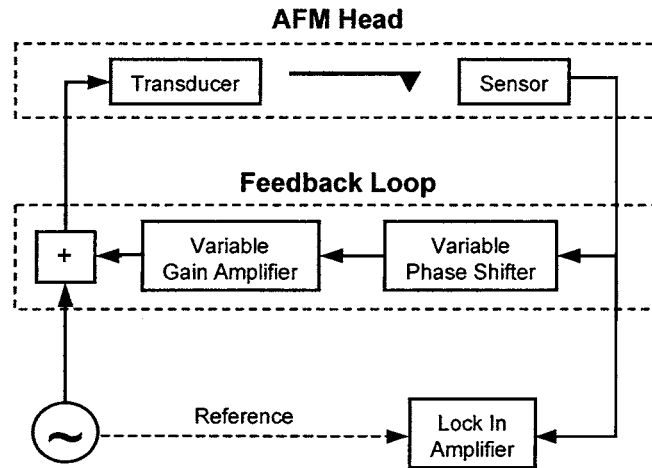 AFM Head
Transducer
Sensor
Feedback Loop
+
Variable
Gain Amplifier
Variable
Phase Shifter
~
Reference
Lock In
Amplifier